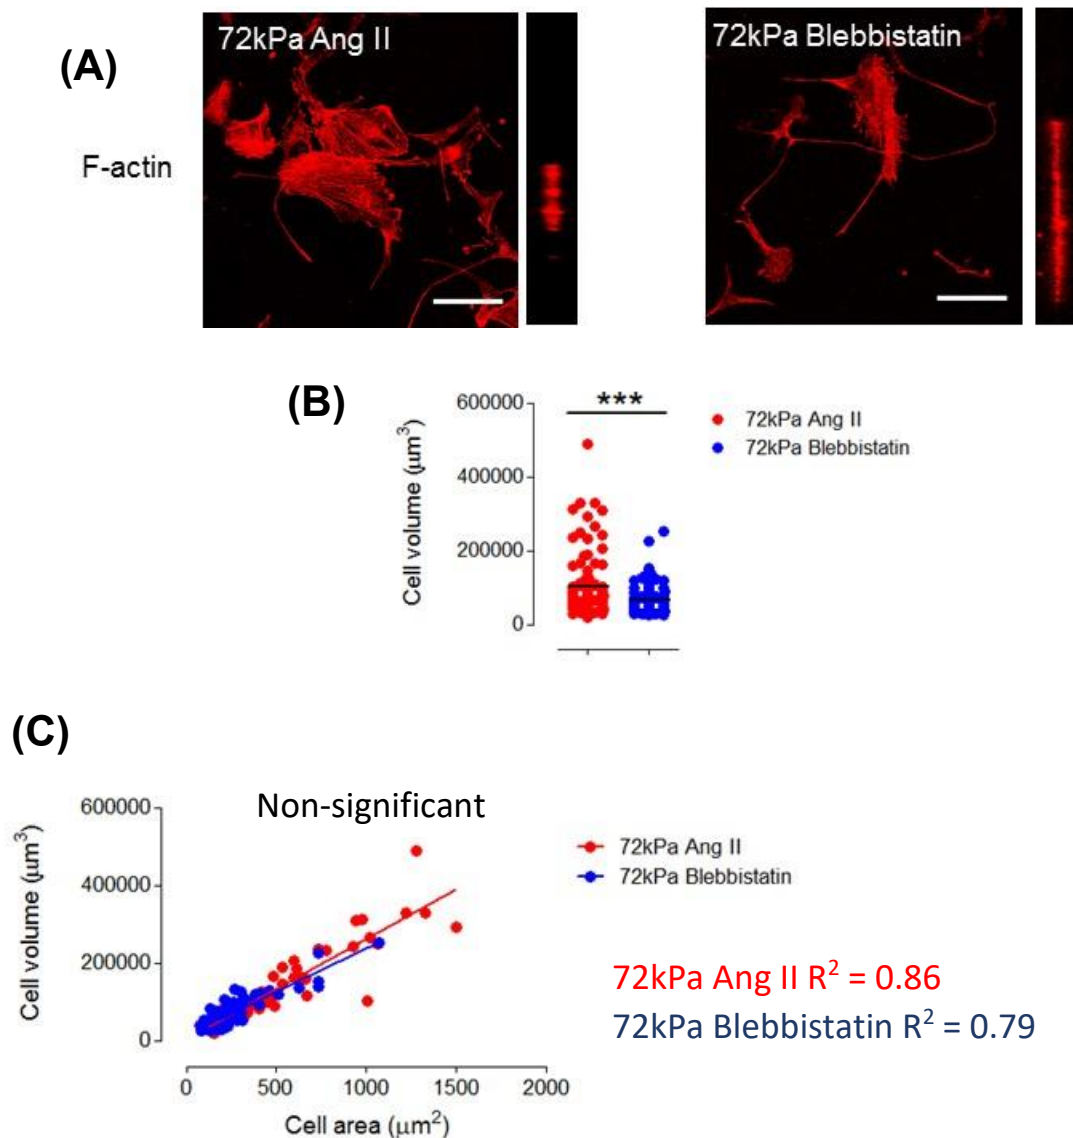 (A)
72kPa Ang II
72kPa Blebbistatin
F-actin
(B)
Cell volume (μm³)
600000
400000
200000
0
***
72kPa Ang II
72kPa Blebbistatin
(C)
Cell volume (μm³)
600000
400000
200000
0
Non-significant
72kPa Ang II
72kPa Blebbistatin
72kPa Ang II R² = 0.86
72kPa Blebbistatin R² = 0.79
0 500 1000 1500 2000
Cell area (μm²)